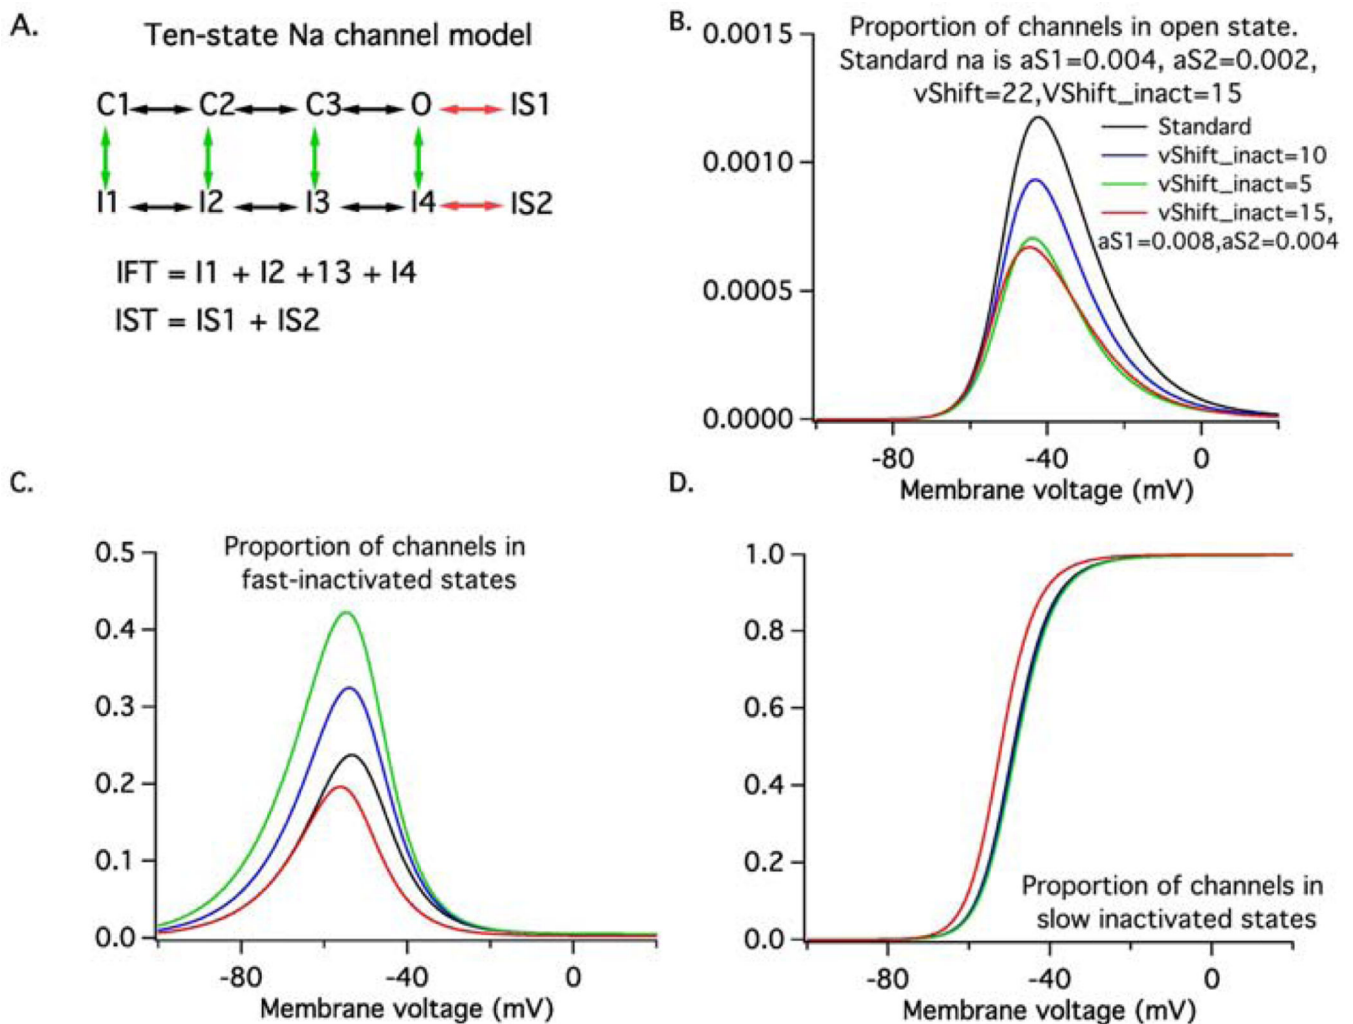 A.
Ten-state Na channel model
C1 C2 C3 O IS1
I1 I2 I3 I4 IS2
IFT = I1 + I2 +13 + I4
IST = IS1 + IS2
B.
Proportion of channels in open state.
Standard na is aS1=0.004, aS2=0.002,
vShift=22,VShift_inact=15
Standard
vShift_inact=10
vShift_inact=5
vShift_inact=15,
aS1=0.008,aS2=0.004
0.0015
0.0010
0.0005
0.0000
-80 -40 0
Membrane voltage (mV)
C.
Proportion of channels in
fast-inactivated states
0.5
0.4
0.3
0.2
0.1
0.0
-80 -40 0
Membrane voltage (mV)
D.
1.0
0.8
0.6
0.4
0.2
0.0
Proportion of channels in
slow inactivated states
-80 -40 0
Membrane voltage (mV)